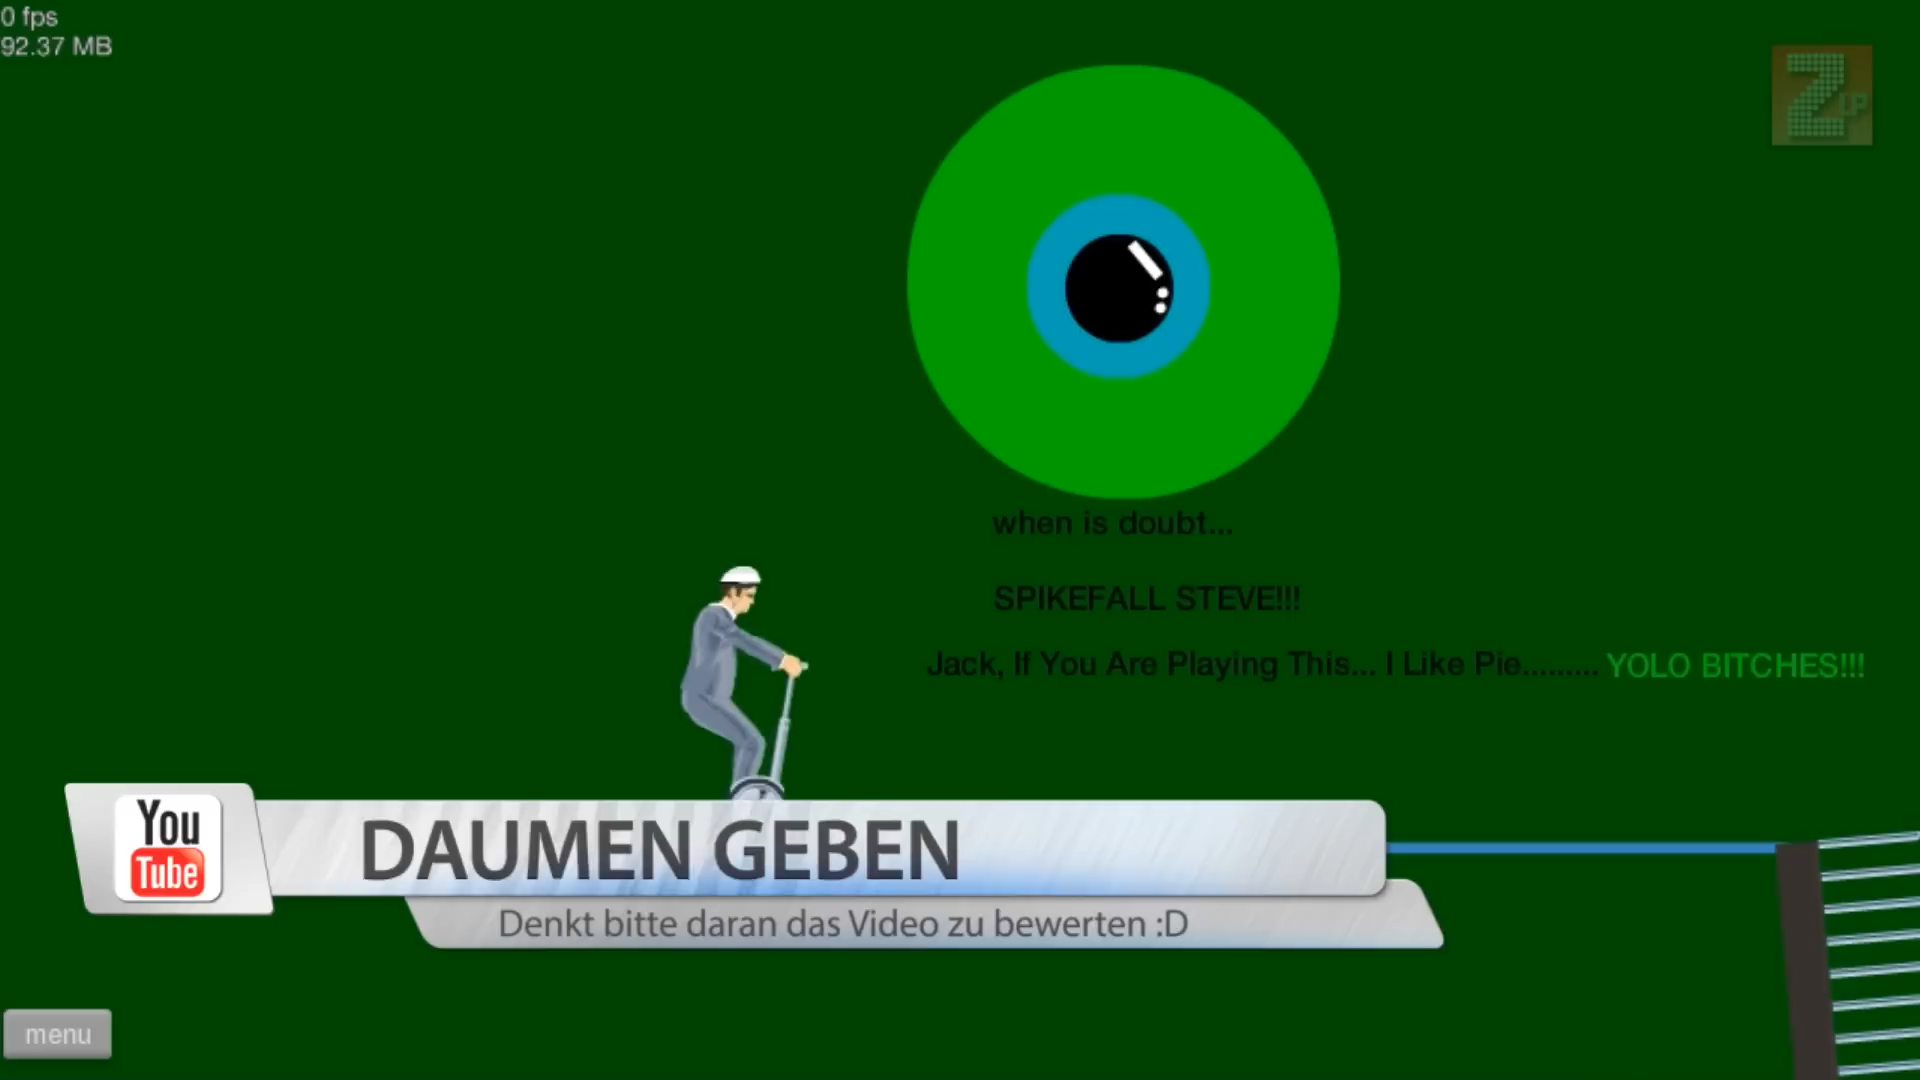 0 fps
92.37 MB
Z LP
when is doubt...
SPIKEFALL STEVE!!!
Jack, If You Are Playing This... I Like Pie......... YOLO BITCHES!!!
You
Tube
DAUMEN GEBEN
Denkt bitte daran das Video zu bewerten :D
menu